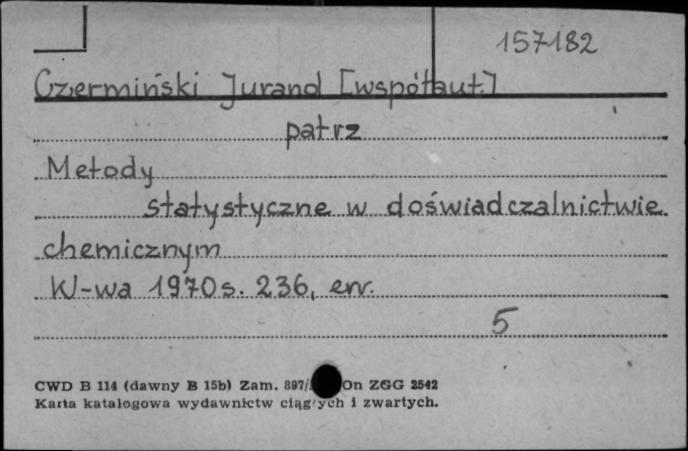 157182
Czermiński Jurand [współaut.]
patrz
Metody
statystyczne w doświadczalnictwie
chemicznym
W-wa 1970 s. 236, err.
5
CWD B 114 (dawny B 15b) Zam. 897/ On ZGG 2542
Karta katalogowa wydawnictw ciągłych i zwartych.